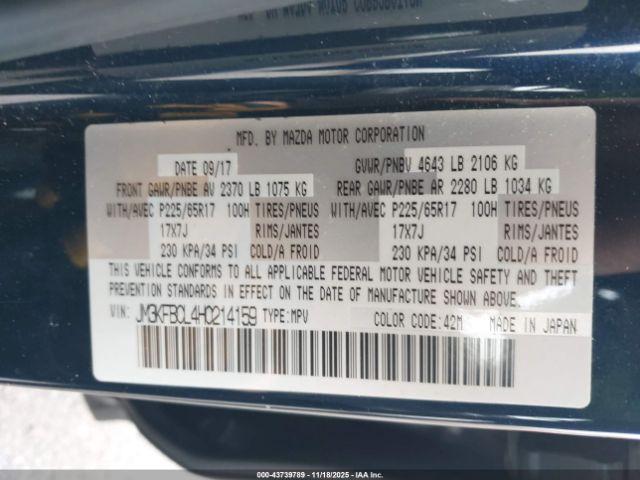 MFD. BY MAZDA MOTOR CORPORATION
DATE 09/17 GVWR/PNBV 4643 LB 2106 KG
FRONT GAWR/PNBE AV 2370 LB 1075 KG REAR GAWR/PNBE AR 2280 LB 1034 KG
WITH/AVEC P225/65R17 100H TIRES/PNEUS WITH/AVEC P225/65R17 100H TIRES/PNEUS
17X7J RIMS/JANTES 17X7J RIMS/JANTES
230 KPA/34 PSI COLD/A FROID 230 KPA/34 PSI COLD/A FROID
THIS VEHICLE CONFORMS TO ALL APPLICABLE FEDERAL MOTOR VEHICLE SAFETY AND THEFT
PREVENTION STANDARDS IN EFFECT ON THE DATE OF MANUFACTURE SHOWN ABOVE.
VIN: JM3KFBCL4H0214159 TYPE:MPV COLOR CODE:42M MADE IN JAPAN
000-43739789 - 11/18/2025 - IAAI.COM